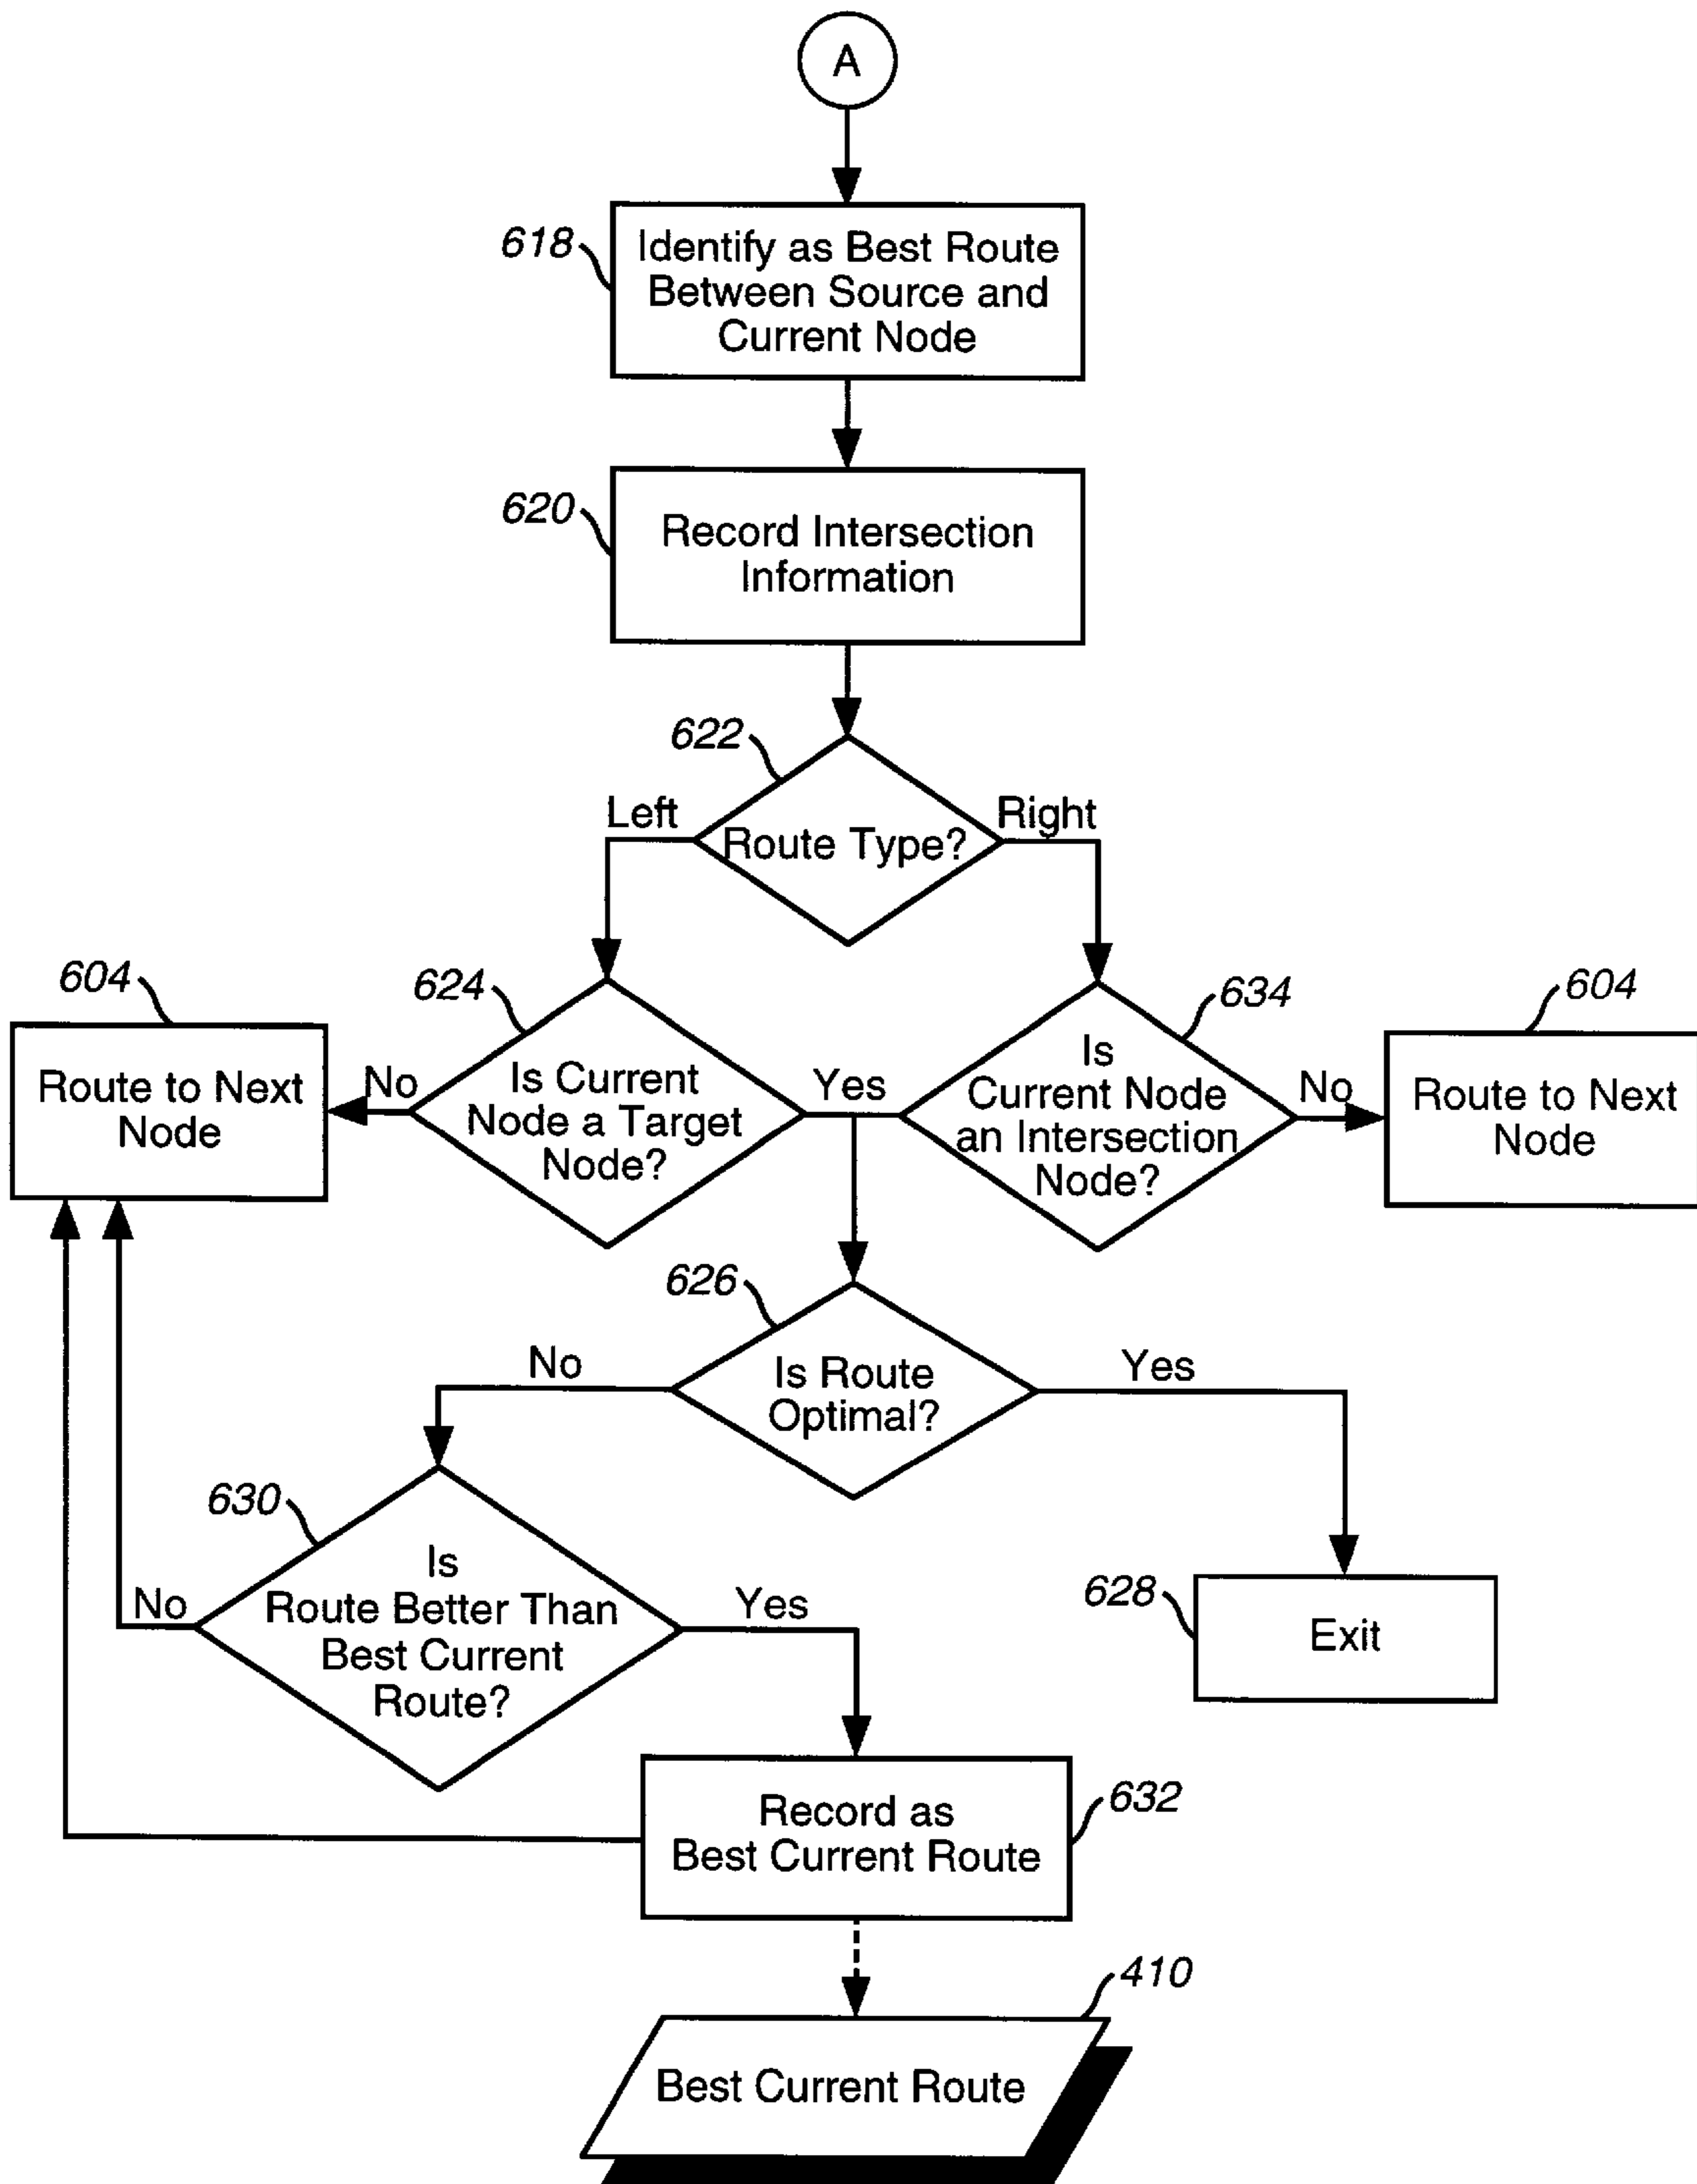 A
618
Identify as Best Route
Between Source and
Current Node
620
Record Intersection
Information
622
Left
Route Type?
Right
604
Route to Next
Node
No
624
Is Current
Node a Target
Node?
Yes
634
Is
Current Node
an Intersection
Node?
No
604
Route to Next
Node
626
No
Is Route
Optimal?
Yes
630
No
Is
Route Better Than
Best Current
Route?
Yes
628
Exit
Record as
Best Current Route
632
410
Best Current Route